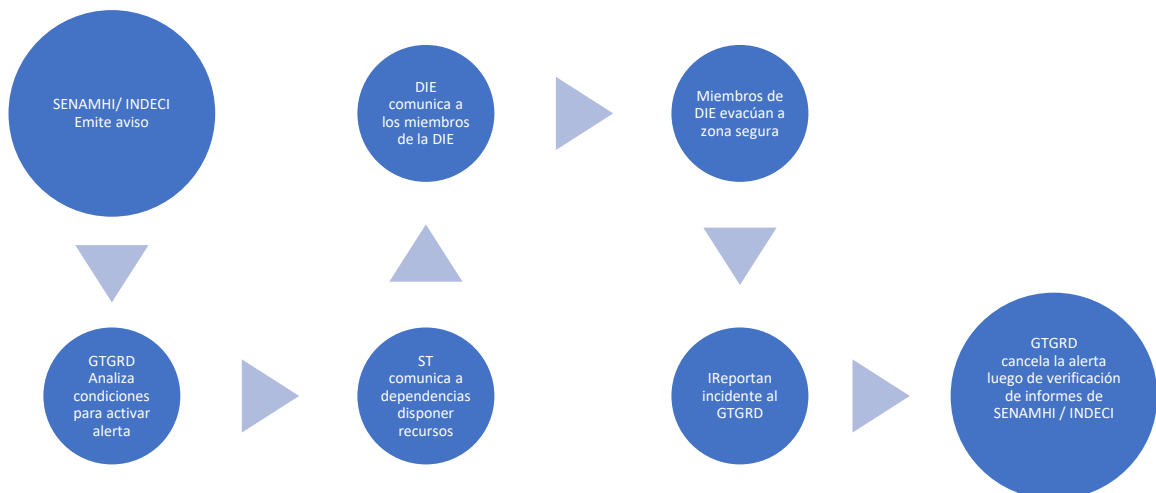 SENAMHI/ INDECI
Emite aviso
GTGRD
Analiza
condiciones
para activar
alerta
ST
comunica a
dependencias
disponer
recursos
DIE
comunica a
los miembros
de la DIE
Miembros de
DIE evacúan a
zona segura
IReportan
incidente al
GTGRD
GTGRD
cancela la alerta
luego de verificación
de informes de
SENAMHI / INDECI